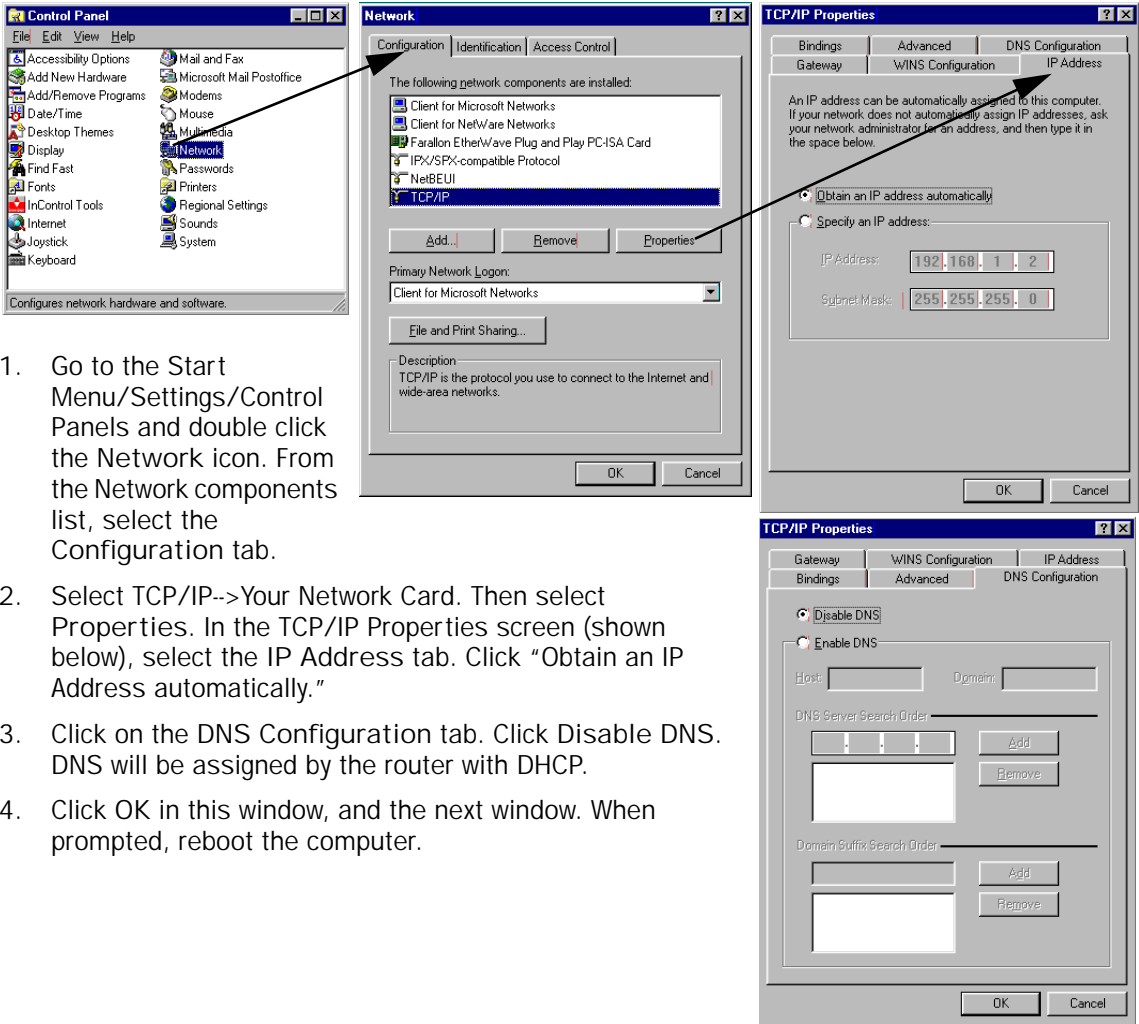 Control Panel
File Edit View Help
Accessibility Options
Add New Hardware
Add/Remove Programs
Date/Time
Desktop Themes
Display
Find Fast
Fonts
InControl Tools
Internet
Joystick
Keyboard
Mail and Fax
Microsoft Mail Postoffice
Modems
Mouse
Multimedia
Network
Passwords
Printers
Regional Settings
Sounds
System
Configures network hardware and software.
Network
Configuration Identification Access Control
The following network components are installed:
Client for Microsoft Networks
Client for NetWare Networks
Farallon EtherWave Plug and Play PC-ISA Card
IPX/SPX-compatible Protocol
NetBEUI
TCP/IP
Add... Remove Properties
Primary Network Logon:
Client for Microsoft Networks
File and Print Sharing...
Description
TCP/IP is the protocol you use to connect to the Internet and
wide-area networks.
OK Cancel
TCP/IP Properties
Bindings Advanced DNS Configuration
Gateway WINS Configuration IP Address
An IP address can be automatically assigned to this computer.
If your network does not automatically assign IP addresses, ask
your network administrator for an address, and then type it in
the space below.
Obtain an IP address automatically
Specify an IP address:
IP Address: 192.168.1.2
Subnet Mask: 255.255.255.0
OK Cancel
1. Go to the Start
Menu/Settings/Control
Panels and double click
the Network icon. From
the Network components
list, select the
Configuration tab.
2. Select TCP/IP-->Your Network Card. Then select
Properties. In the TCP/IP Properties screen (shown
below), select the IP Address tab. Click “Obtain an IP
Address automatically.”
3. Click on the DNS Configuration tab. Click Disable DNS.
DNS will be assigned by the router with DHCP.
4. Click OK in this window, and the next window. When
prompted, reboot the computer.
TCP/IP Properties
Gateway WINS Configuration IP Address
Bindings Advanced DNS Configuration
Disable DNS
Enable DNS
Host: Domain:
DNS Server Search Order
. . .
Add
Remove
Domain Suffix Search Order
Add
Remove
OK Cancel